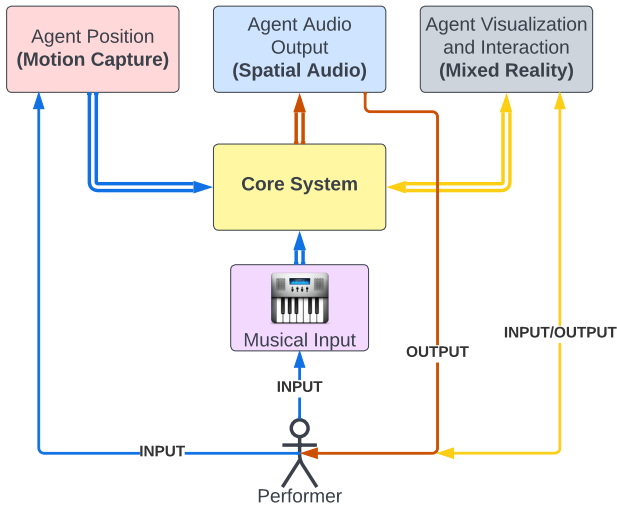 Agent Position
(Motion Capture)
Agent Audio
Output
(Spatial Audio)
Agent Visualization
and Interaction
(Mixed Reality)
Core System
Musical Input
INPUT/OUTPUT
OUTPUT
INPUT
INPUT
Performer